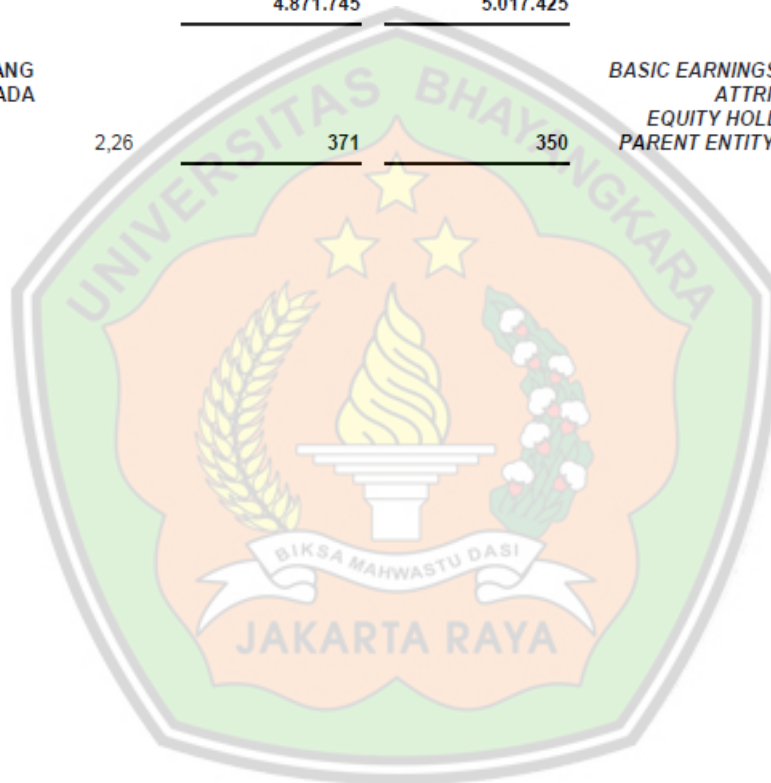 4.871.745 5.017.425
ANG BASIC EARNINGS
ADA ATTRI
EQUITY HOLL
2,26 371 350 PARENT ENTITY
UNIVERSITAS BHAYANGKARA
BIKSA MAHWASTU DASI
JAKARTA RAYA